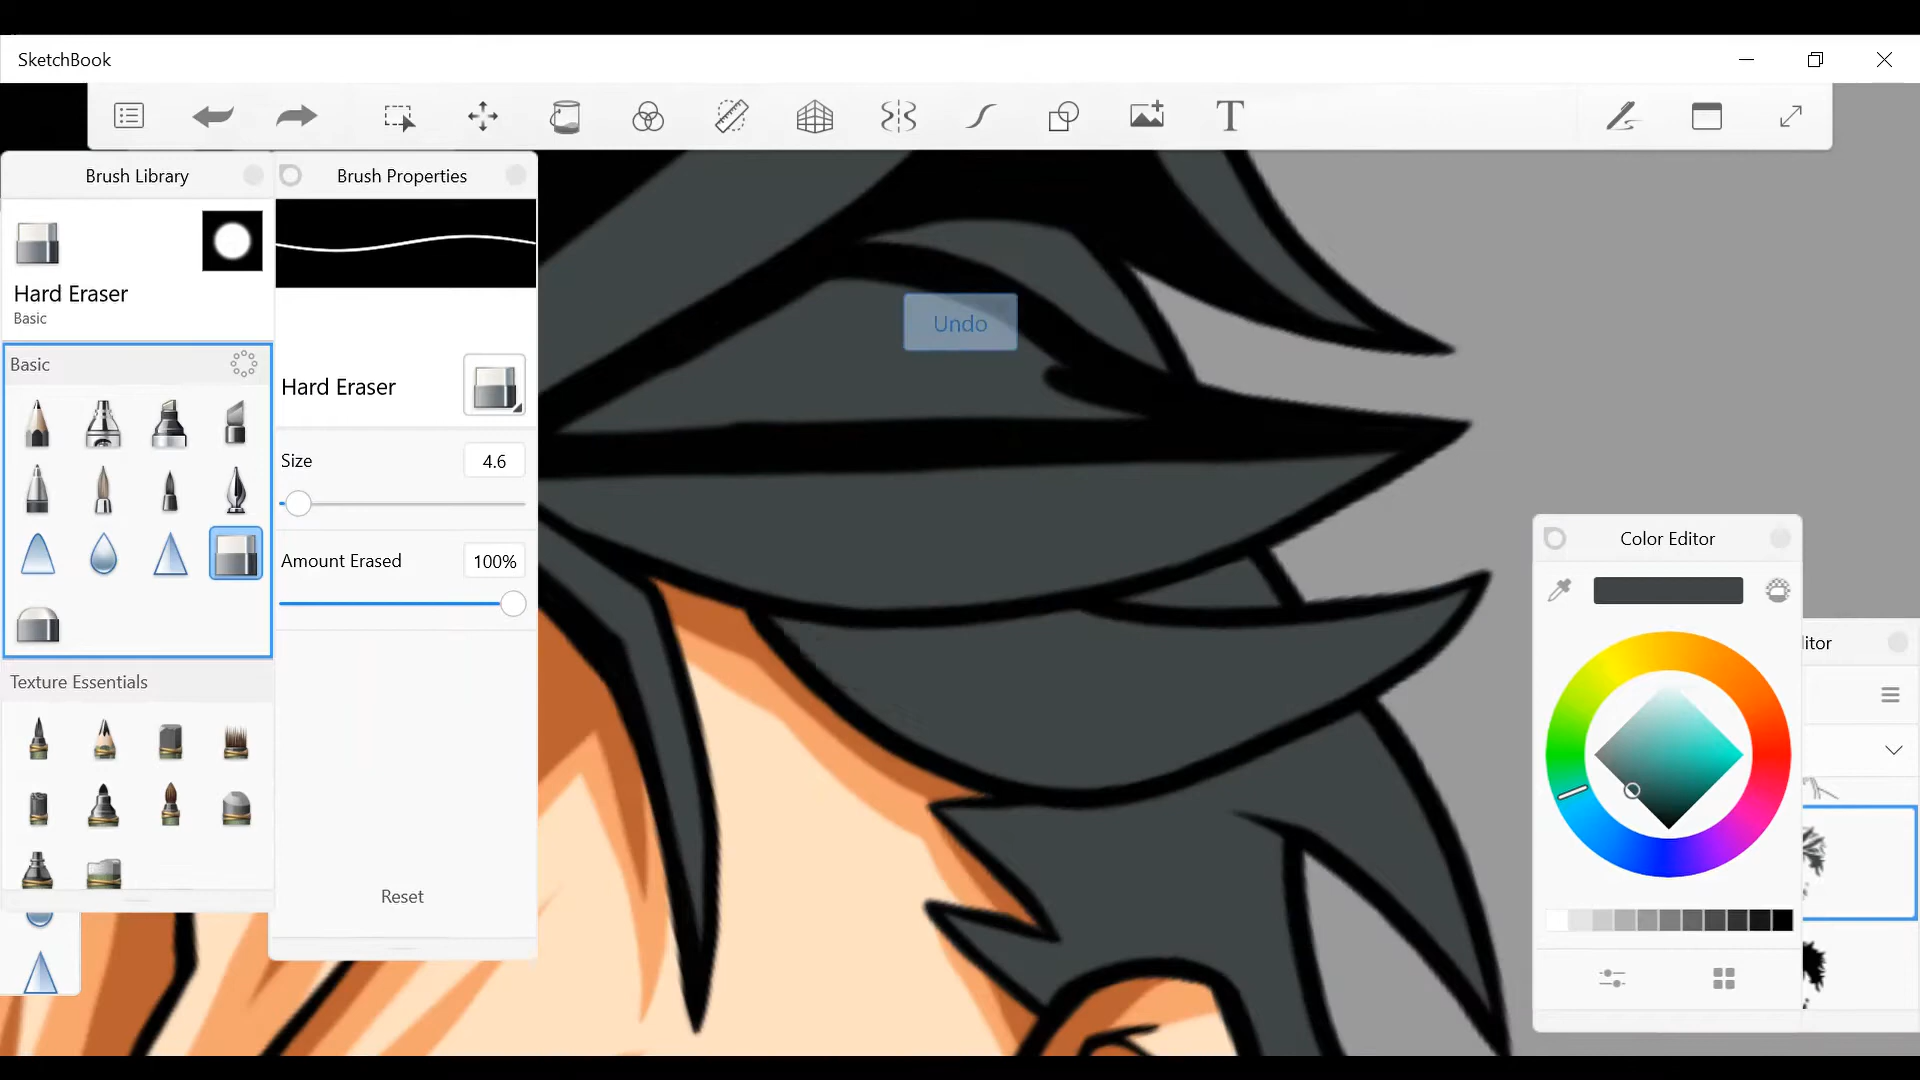 SketchBook
T
Brush Library
Brush Properties
Hard Eraser
Basic
Undo
Basic
Hard Eraser
Size
4.6
Amount Erased
100%
Color Editor
itor
Texture Essentials
Reset